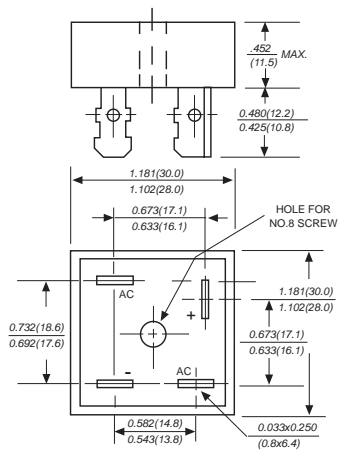 .452
(11.5)
MAX.
0.480(12.2)
0.425(10.8)
1.181(30.0)
1.102(28.0)
0.673(17.1)
0.633(16.1)
HOLE FOR
NO.8 SCREW
AC
+
1.181(30.0)
1.102(28.0)
0.732(18.6)
0.692(17.6)
0.673(17.1)
0.633(16.1)
-
AC
0.582(14.8)
0.543(13.8)
0.033x0.250
(0.8x6.4)